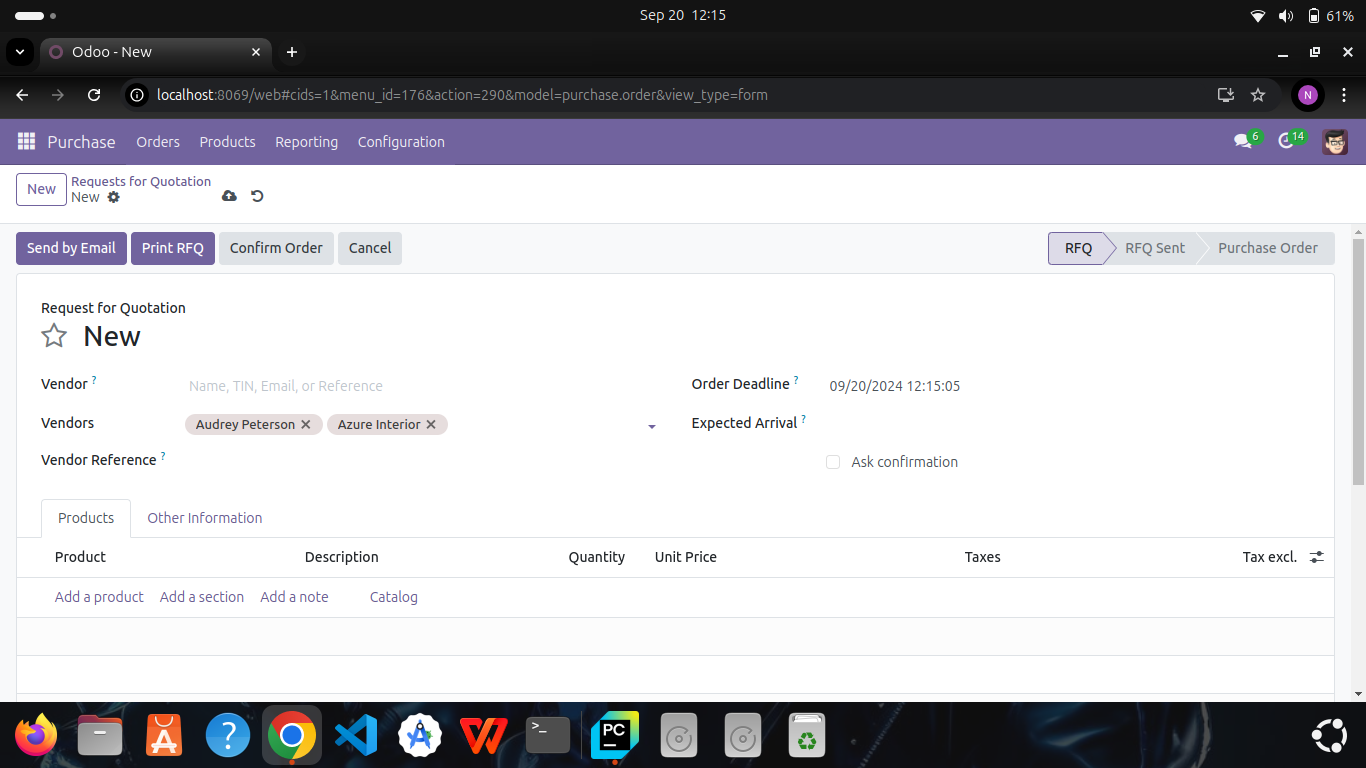 Sep 20 12:15
61%
Odoo - New
localhost:8069/web#cids=1&menu_id=176&action=290&model=purchase.order&view_type=form
N
Purchase Orders Products Reporting Configuration
6 14
New Requests for Quotation
New
Send by Email Print RFQ Confirm Order Cancel RFQ RFQ Sent Purchase Order
Request for Quotation
New
Vendor ? Name, TIN, Email, or Reference Order Deadline ? 09/20/2024 12:15:05
Vendors Audrey Peterson Azure Interior Expected Arrival ?
Vendor Reference ? Ask confirmation
Products Other Information
Product Description Quantity Unit Price Taxes Tax excl.
Add a product Add a section Add a note Catalog
A ? >_ PC